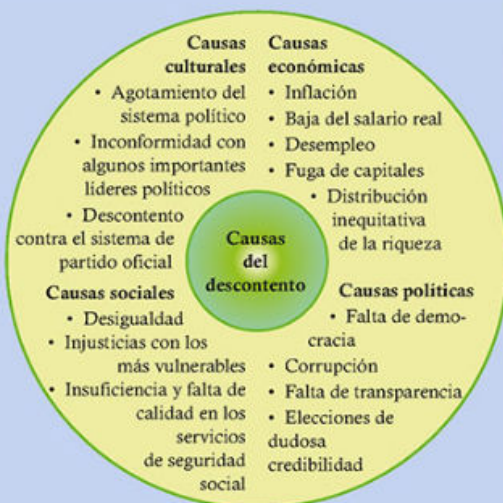 Causas
culturales
• Agotamiento del
sistema político
• Inconformidad con
algunos importantes
líderes políticos
• Descontento
contra el sistema de
partido oficial
Causas
económicas
• Inflación
• Baja del salario real
• Desempleo
• Fuga de capitales
• Distribución
inequitativa
de la riqueza
Causas
del
descontento
Causas sociales
• Desigualdad
• Injusticias con los
más vulnerables
• Insuficiencia y falta de
calidad en los
servicios
de seguridad
social
Causas políticas
• Falta de demo-
cracia
• Corrupción
• Falta de transparencia
• Elecciones de
dudosa
credibilidad